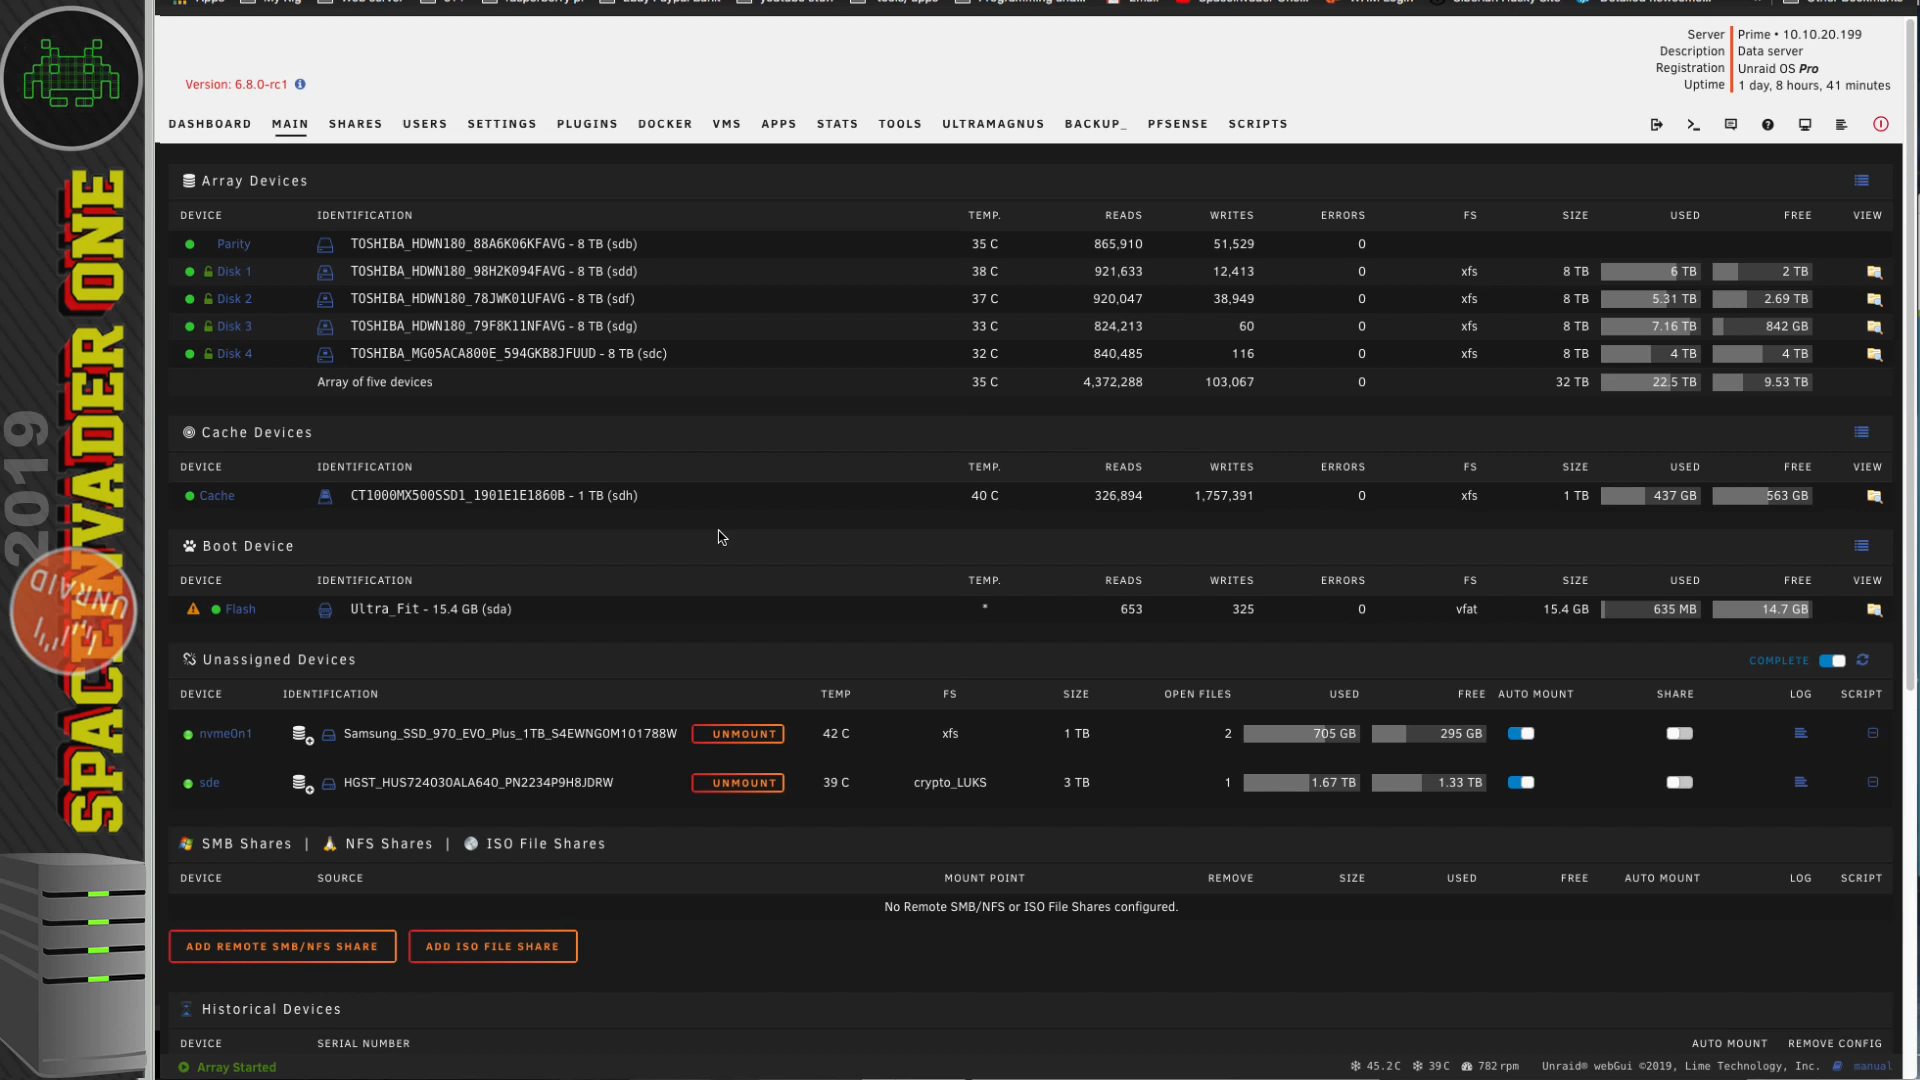 Server Prime • 10.10.20.199
Description Data server
Registration Unraid OS Pro
Uptime 1 day, 8 hours, 41 minutes
Version: 6.8.0-rc1
DASHBOARD MAIN SHARES USERS SETTINGS PLUGINS DOCKER VMS APPS STATS TOOLS ULTRAMAGNUS BACKUP_ PFSENSE SCRIPTS
Array Devices
DEVICE IDENTIFICATION TEMP. READS WRITES ERRORS FS SIZE USED FREE VIEW
Parity TOSHIBA_HDWN180_88A6K06KFAVG - 8 TB (sdb) 35 C 865,910 51,529 0
Disk 1 TOSHIBA_HDWN180_98H2K094FAVG - 8 TB (sdd) 38 C 921,633 12,413 0 xfs 8 TB 6 TB 2 TB
Disk 2 TOSHIBA_HDWN180_78JWK01UFAVG - 8 TB (sdf) 37 C 920,047 38,949 0 xfs 8 TB 5.31 TB 2.69 TB
Disk 3 TOSHIBA_HDWN180_79F8K11NFAVG - 8 TB (sdg) 33 C 824,213 60 0 xfs 8 TB 7.16 TB 842 GB
Disk 4 TOSHIBA_MG05ACA800E_594GKB8JFUUD - 8 TB (sdc) 32 C 840,485 116 0 xfs 8 TB 4 TB 4 TB
Array of five devices 35 C 4,372,288 103,067 0 32 TB 22.5 TB 9.53 TB
Cache Devices
DEVICE IDENTIFICATION TEMP. READS WRITES ERRORS FS SIZE USED FREE VIEW
Cache CT1000MX500SSD1_1901E1E1860B - 1 TB (sdh) 40 C 326,894 1,757,391 0 xfs 1 TB 437 GB 563 GB
Boot Device
DEVICE IDENTIFICATION TEMP. READS WRITES ERRORS FS SIZE USED FREE VIEW
Flash Ultra_Fit - 15.4 GB (sda) * 653 325 0 vfat 15.4 GB 635 MB 14.7 GB
Unassigned Devices COMPLETE
DEVICE IDENTIFICATION TEMP FS SIZE OPEN FILES USED FREE AUTO MOUNT SHARE LOG SCRIPT
nvme0n1 Samsung_SSD_970_EVO_Plus_1TB_S4EWNG0M101788W UNMOUNT 42 C xfs 1 TB 2 705 GB 295 GB
sde HGST_HUS724030ALA640_PN2234P9H8JDRW UNMOUNT 39 C crypto_LUKS 3 TB 1 1.67 TB 1.33 TB
SMB Shares | NFS Shares | ISO File Shares
DEVICE SOURCE MOUNT POINT REMOVE SIZE USED FREE AUTO MOUNT LOG SCRIPT
No Remote SMB/NFS or ISO File Shares configured.
ADD REMOTE SMB/NFS SHARE ADD ISO FILE SHARE
Historical Devices
DEVICE SERIAL NUMBER AUTO MOUNT REMOVE CONFIG
Array Started 45.2 C 39 C 782 rpm Unraid® webGui ©2019, Lime Technology, Inc. manual
SPACEINVADER ONE
2019
UNRAID